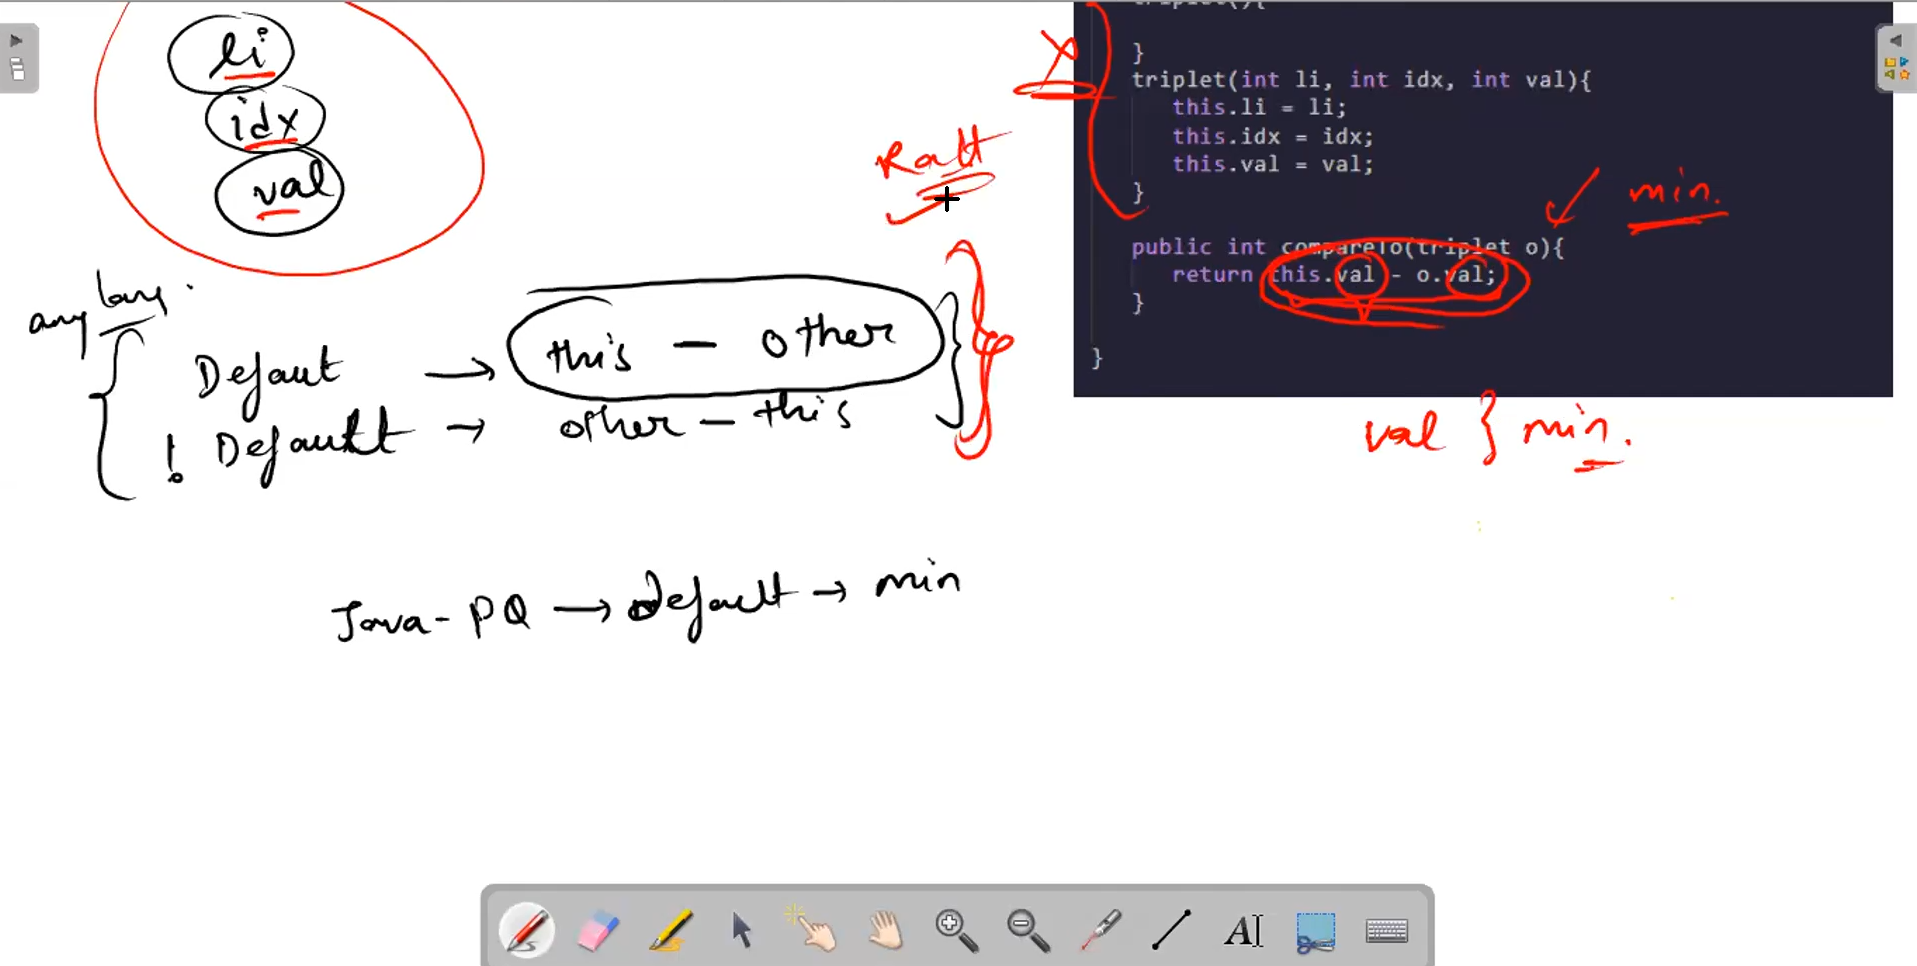 li
idx
val
Ratt
any lang.
Defaut → this - other
! Default → other - this
Java - PQ → default → min
triplet(){
}
triplet(int li, int idx, int val){
this.li = li;
this.idx = idx;
this.val = val;
}
min.
public int compareTo(triplet o){
return this.val - o.val;
}
}
val } min.
AI